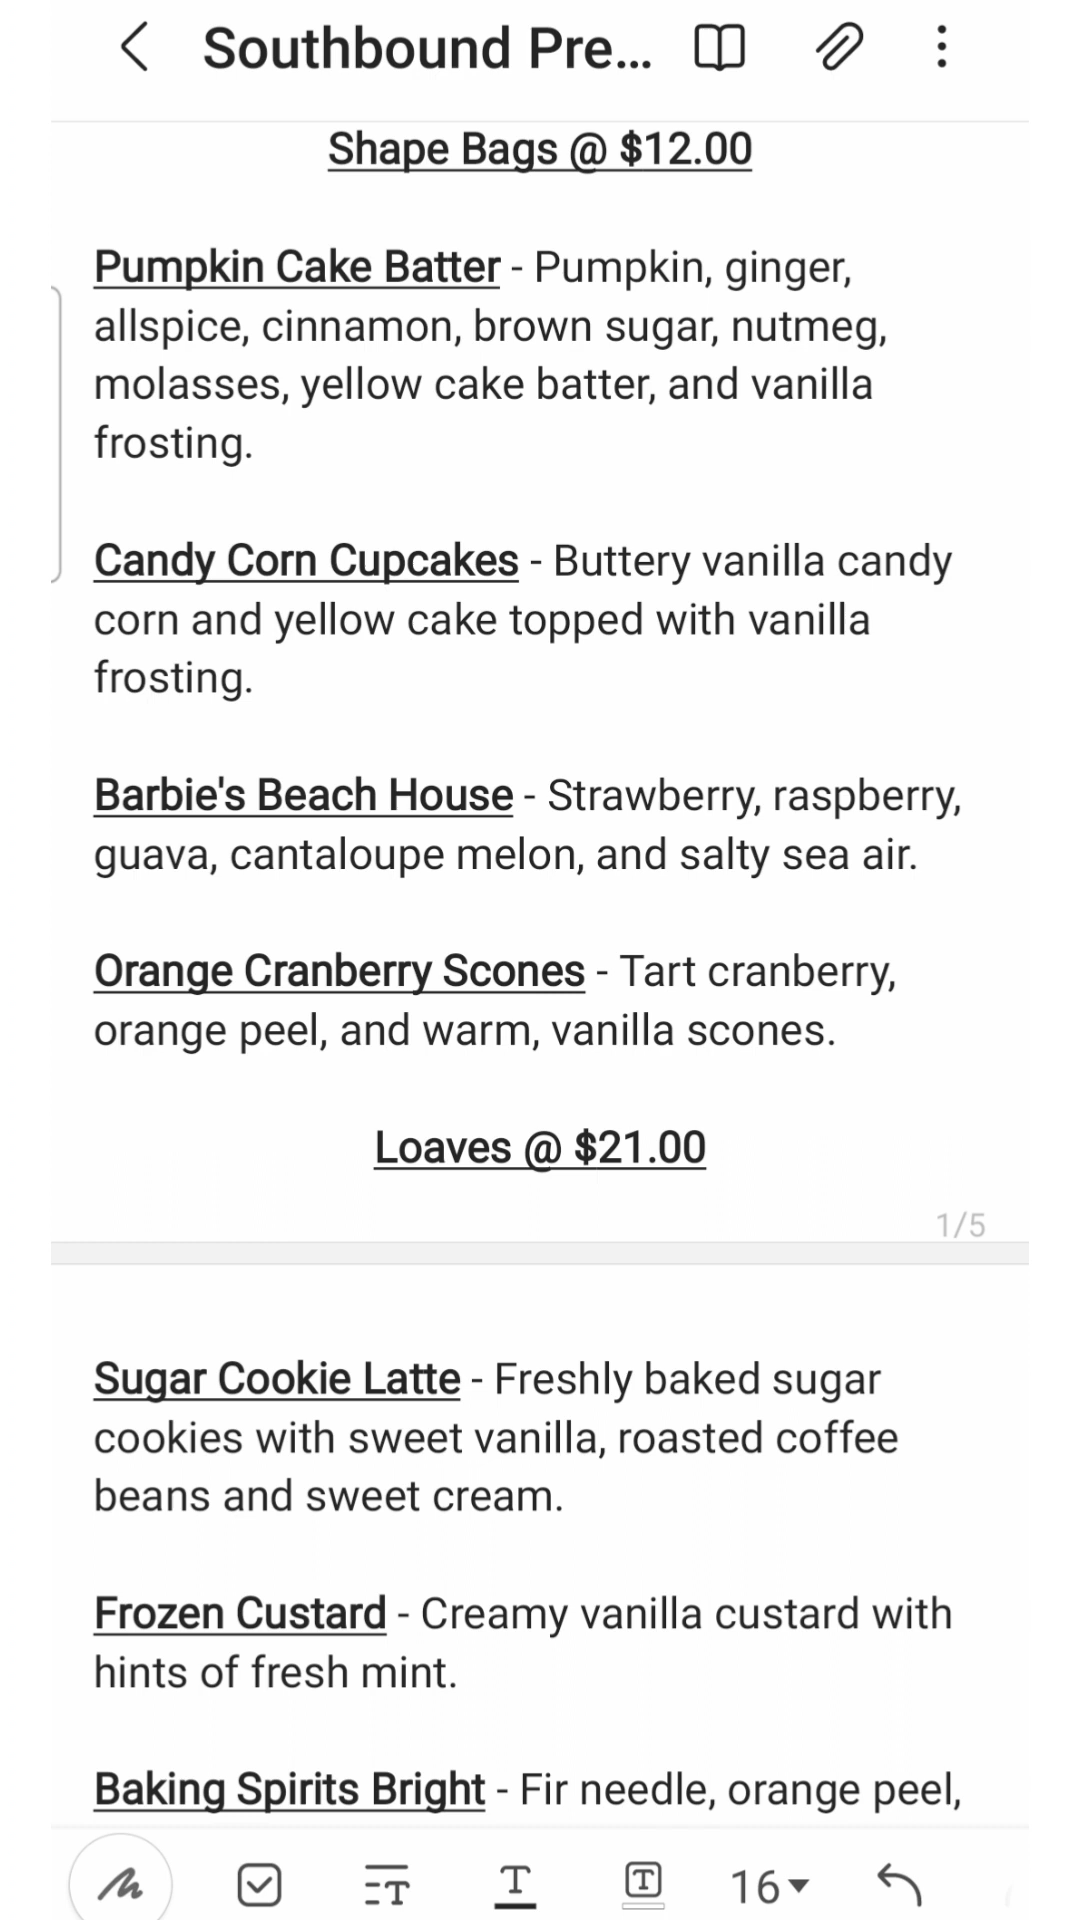 Southbound Pre...
Shape Bags @ $12.00
Pumpkin Cake Batter - Pumpkin, ginger,
allspice, cinnamon, brown sugar, nutmeg,
molasses, yellow cake batter, and vanilla
frosting.
Candy Corn Cupcakes - Buttery vanilla candy
corn and yellow cake topped with vanilla
frosting.
Barbie's Beach House - Strawberry, raspberry,
guava, cantaloupe melon, and salty sea air.
Orange Cranberry Scones - Tart cranberry,
orange peel, and warm, vanilla scones.
Loaves @ $21.00
1/5
Sugar Cookie Latte - Freshly baked sugar
cookies with sweet vanilla, roasted coffee
beans and sweet cream.
Frozen Custard - Creamy vanilla custard with
hints of fresh mint.
Baking Spirits Bright - Fir needle, orange peel,
T T T 16